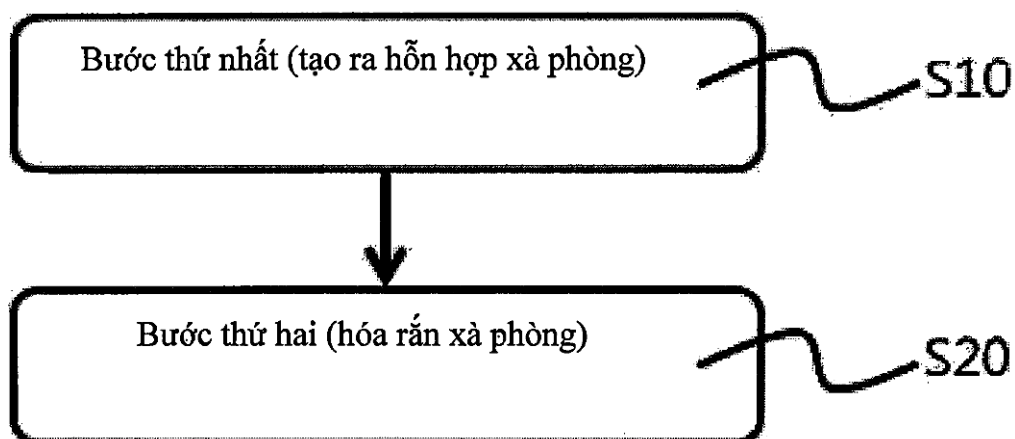 Bước thứ nhất (tạo ra hỗn hợp xà phòng)
S10
Bước thứ hai (hóa rắn xà phòng)
S20